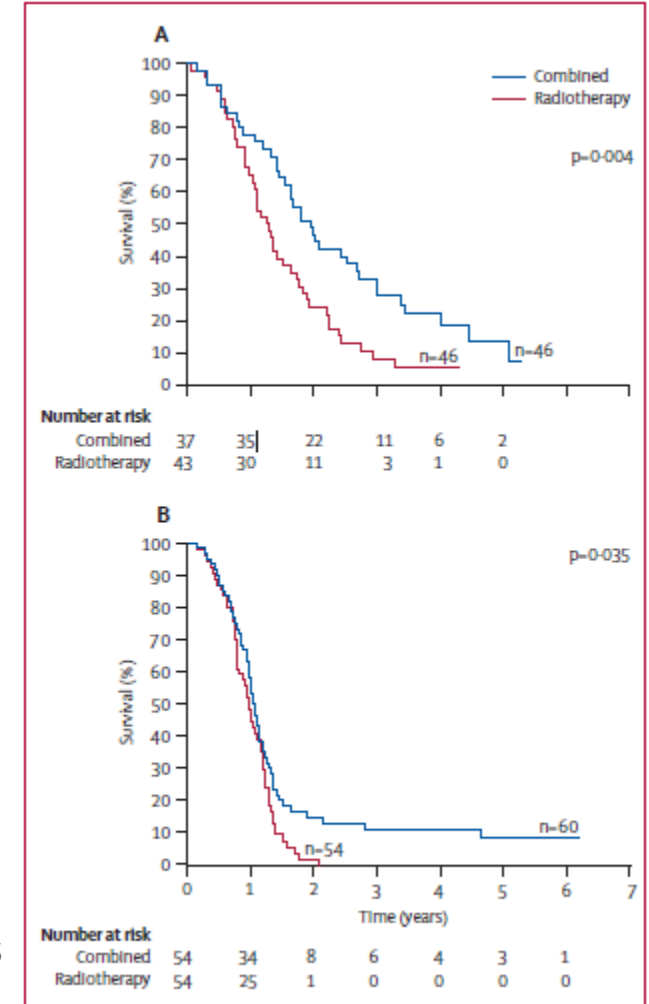 A
100
90
80
70
60
50
40
30
20
10
0
Survival (%)
Combined
Radiotherapy
p=0·004
n=46
n=46
Number at risk
Combined 37 35 22 11 6 2
Radiotherapy 43 30 11 3 1 0
B
100
90
80
70
60
50
40
30
20
10
0
Survival (%)
p=0·035
n=60
n=54
0 1 2 3 4 5 6 7
Time (years)
Number at risk
Combined 54 34 8 6 4 3 1
Radiotherapy 54 25 1 0 0 0 0